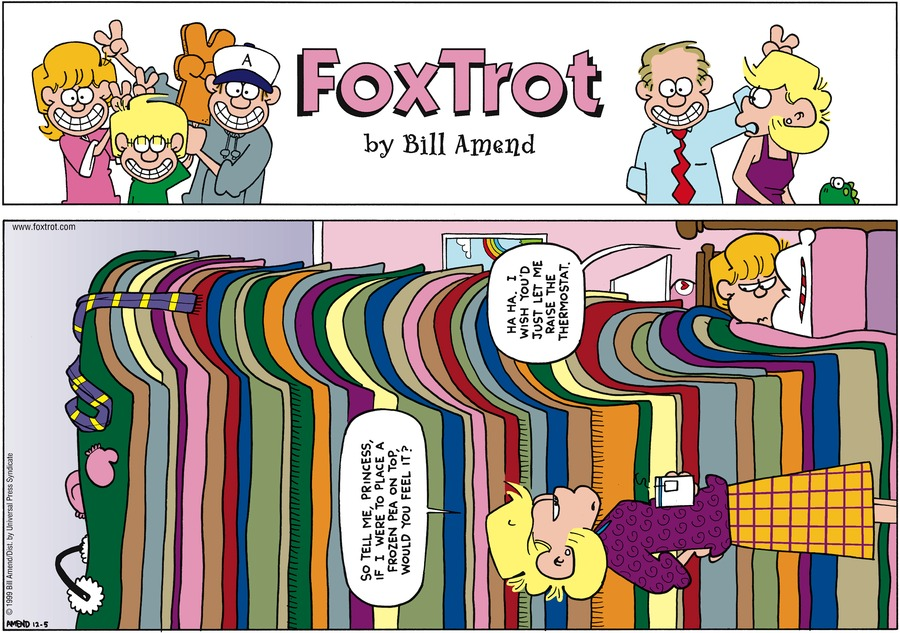 FoxTrot
by Bill Amend
A
www.foxtrot.com
SO TELL ME, PRINCESS,
IF I WERE TO PLACE A
FROZEN PEA ON TOP,
WOULD YOU FEEL IT?
HA HA. I
WISH YOU'D
JUST LET ME
RAISE THE
THERMOSTAT.
© 1999 Bill Amend/Dist. by Universal Press Syndicate
AMEND 12-5